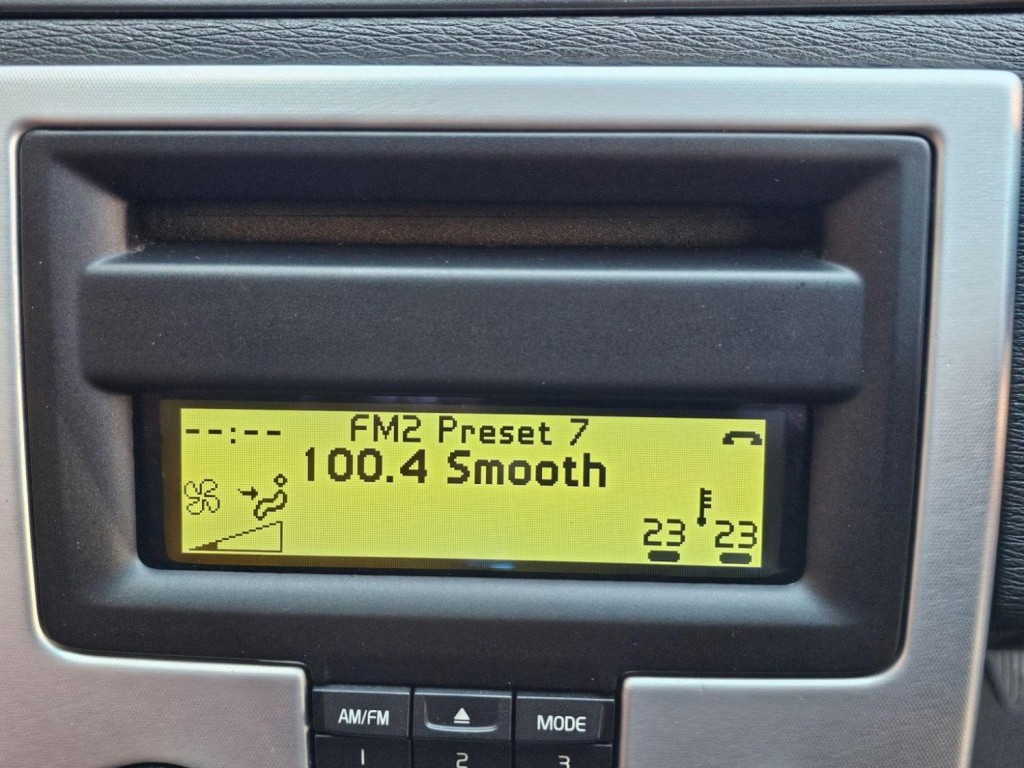 --:--
FM2 Preset 7
100.4 Smooth
23 23
AM/FM MODE
1 2 3